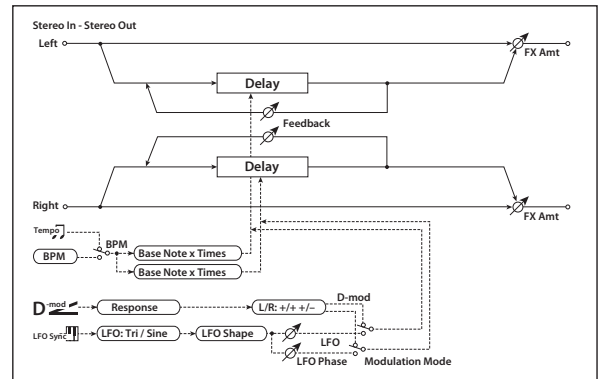 Stereo In - Stereo Out
Left
FX Amt
Delay
Feedback
Delay
Right
FX Amt
Tempo
BPM
BPM
Base Note x Times
Base Note x Times
D-mod
Response
L/R: +/+ +/–
D-mod
LFO Sync
LFO: Tri / Sine
LFO Shape
LFO
LFO Phase
Modulation Mode